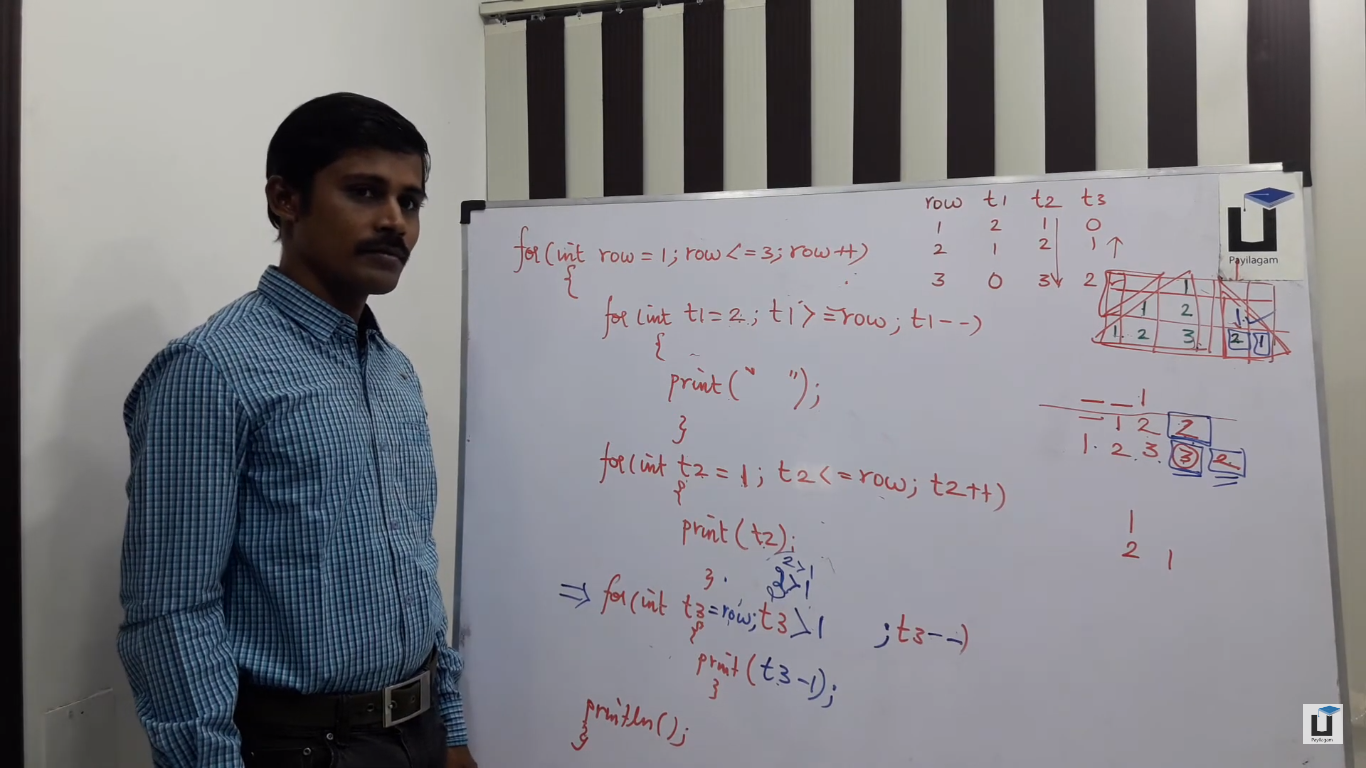 for(int row = 1; row <= 3; row++)
{
for(int t1 = 2; t1 >= row; t1--)
{
print(" ");
}
for(int t2 = 1; t2 <= row; t2++)
{
print(t2);
}
2>1
3>1
⇒ for(int t3 = row; t3 > 1 ; t3--)
{
print(t3-1);
}
println();
}
row t1 t2 t3
1 2 1 0
2 1 2 1 ↑
3 0 3 2
Payilagam
1
1 2 1
1 2 3 2 1
_ _ 1
_ 1 2 2
1 2 3 3 2
1
2 1
Payilagam